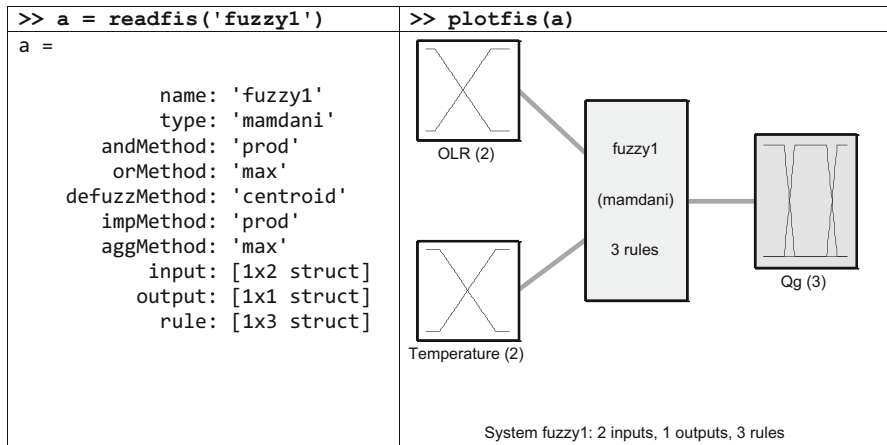 >> a = readfis('fuzzy1')
>> plotfis(a)
a =
name: 'fuzzy1'
type: 'mamdani'
andMethod: 'prod'
orMethod: 'max'
defuzzMethod: 'centroid'
impMethod: 'prod'
aggMethod: 'max'
input: [1x2 struct]
output: [1x1 struct]
rule: [1x3 struct]
OLR (2)
Temperature (2)
fuzzy1
(mamdani)
3 rules
Qg (3)
System fuzzy1: 2 inputs, 1 outputs, 3 rules